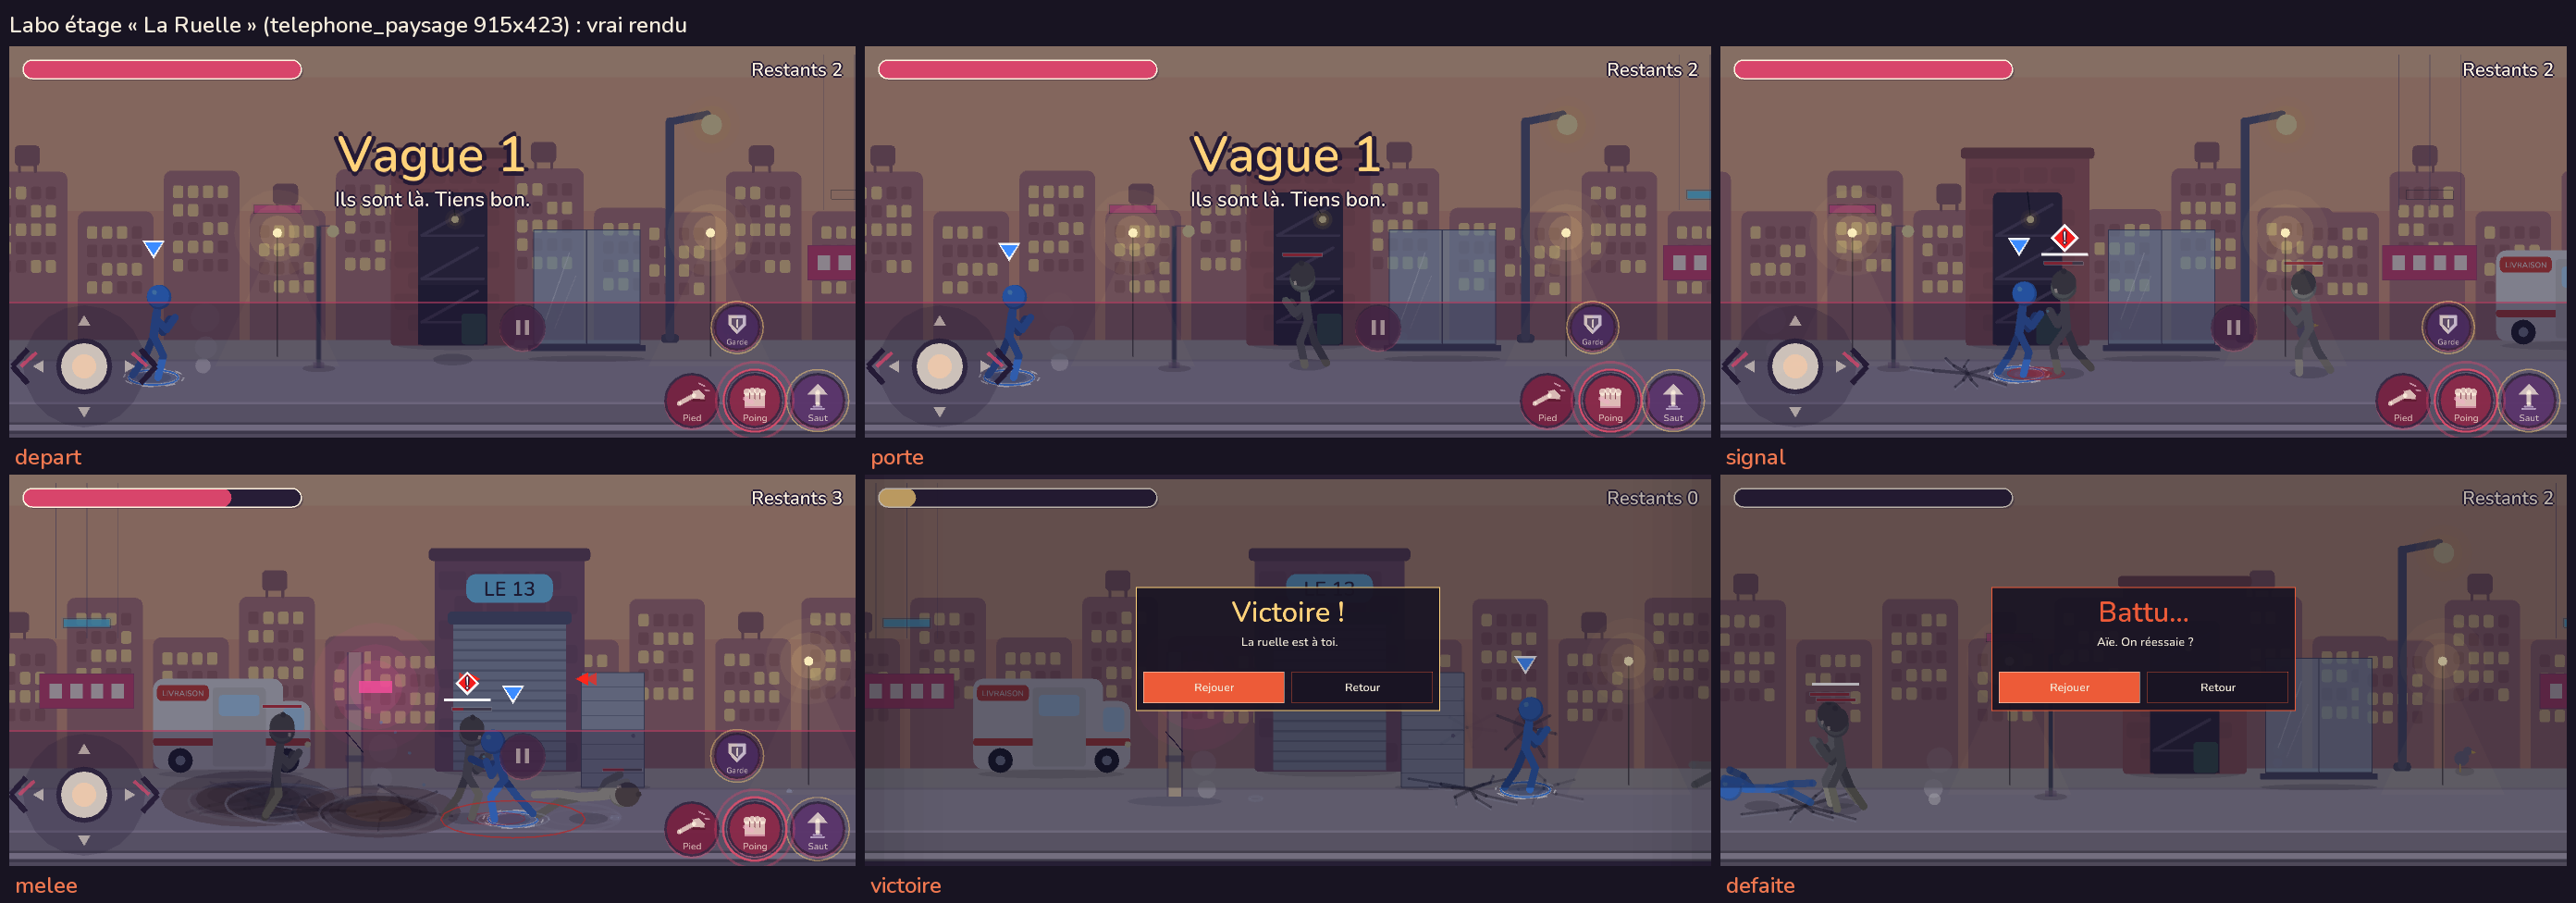 Labo étage « La Ruelle » (telephone_paysage 915x423) : vrai rendu
Restants 2
Vague 1
Ils sont là. Tiens bon.
Garde
Pied
Poing
Saut
depart
Restants 2
Vague 1
Ils sont là. Tiens bon.
Garde
Pied
Poing
Saut
porte
Restants 2
!
LIVRAISON
Garde
Pied
Poing
Saut
signal
Restants 3
LE 13
LIVRAISON
!
Garde
Pied
Poing
Saut
melee
Restants 0
LE 13
Victoire !
La ruelle est à toi.
Rejouer
Retour
LIVRAISON
victoire
Restants 2
Battu...
Aïe. On réessaie ?
Rejouer
Retour
defaite